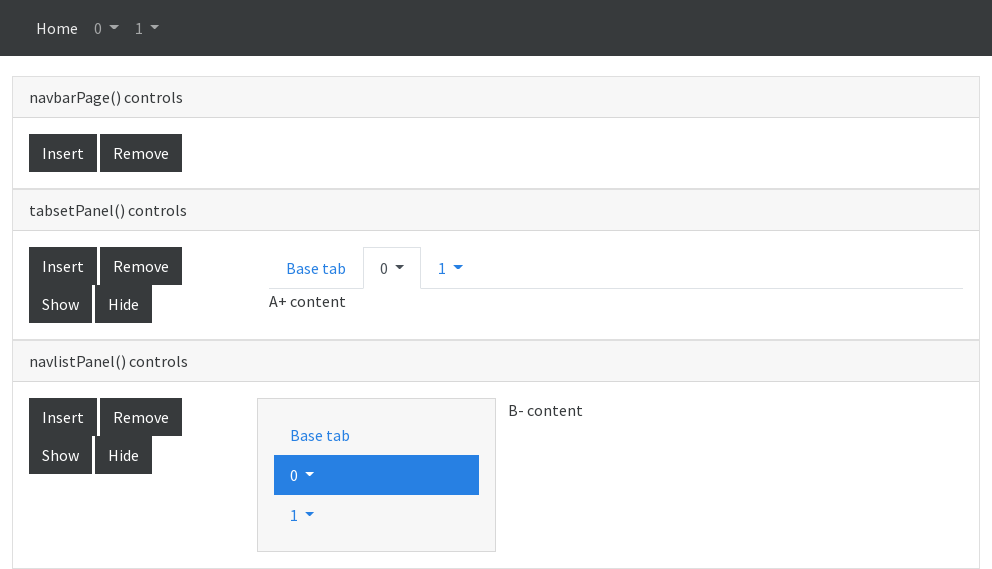 Home 0 1
navbarPage() controls
Insert Remove
tabsetPanel() controls
Insert Remove
Show Hide
Base tab 0 1
A+ content
navlistPanel() controls
Insert Remove
Show Hide
Base tab
0
1
B- content